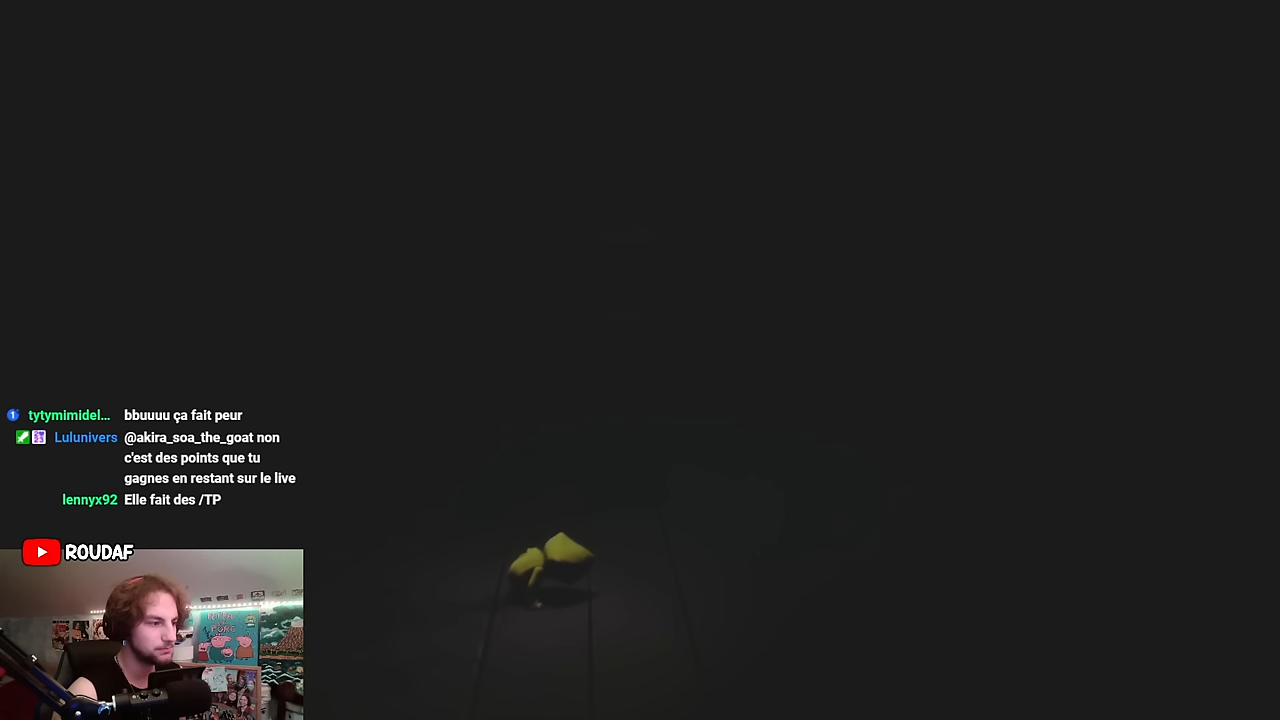 tytymimidel... bbuuuu ça fait peur
Lulunivers @akira_soa_the_goat non
c'est des points que tu
gagnes en restant sur le live
lennyx92 Elle fait des /TP
ROUDAF